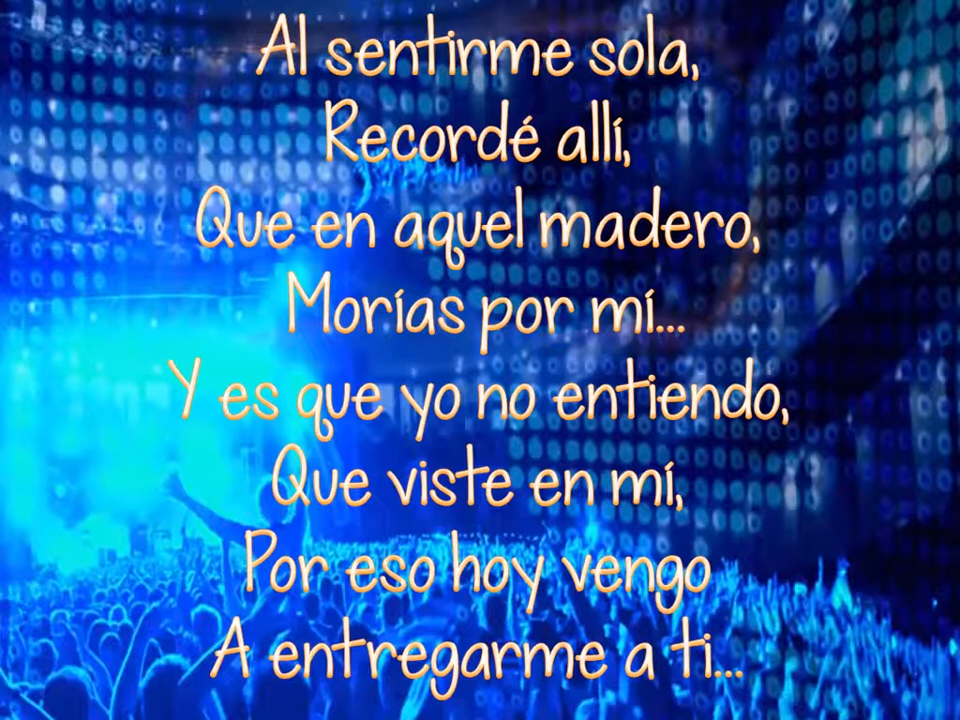 Al sentirme sola,
Recordé allí,
Que en aquel madero,
Morías por mí...
Y es que yo no entiendo,
Que viste en mí,
Por eso hoy vengo
A entregarme a ti...